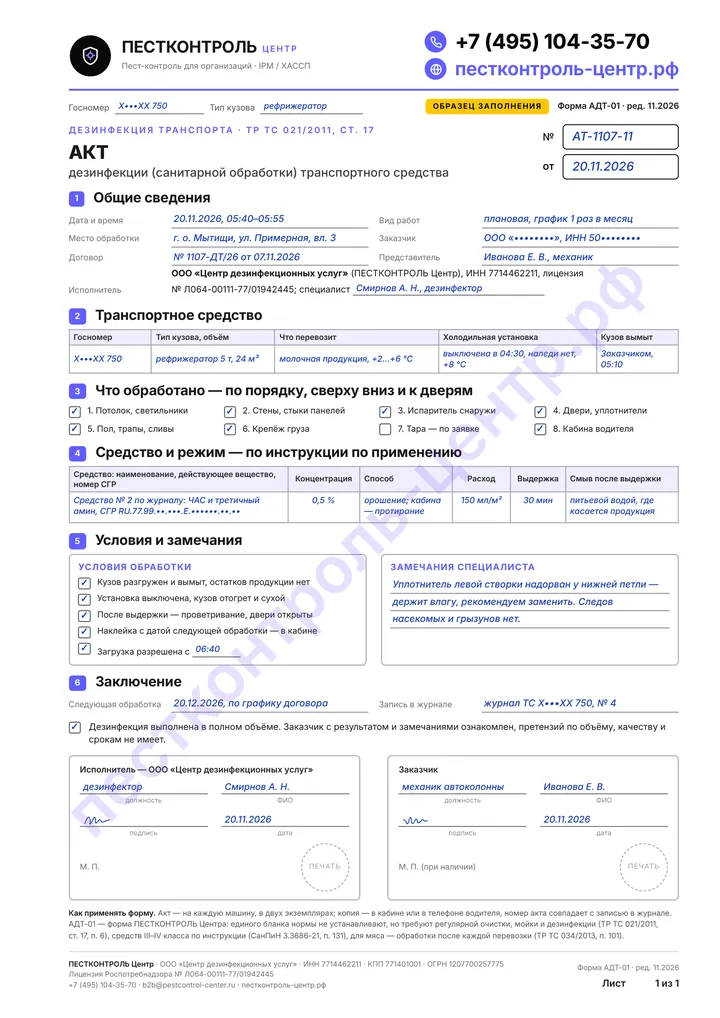 ПЕСТКОНТРОЛЬ ЦЕНТР
Пест-контроль для организаций · IPM / ХАССП
+7 (495) 104-35-70
пестконтроль-центр.рф
Госномер Х•••ХХ 750 Тип кузова рефрижератор
ОБРАЗЕЦ ЗАПОЛНЕНИЯ Форма АДТ-01 · ред. 11.2026
ДЕЗИНФЕКЦИЯ ТРАНСПОРТА · ТР ТС 021/2011, СТ. 17
АКТ
дезинфекции (санитарной обработки) транспортного средства
№ АТ-1107-11
от 20.11.2026
1 Общие сведения
Дата и время 20.11.2026, 05:40–05:55 Вид работ плановая, график 1 раз в месяц
Место обработки г. о. Мытищи, ул. Примерная, вл. 3 Заказчик ООО «••••••••», ИНН 50••••••••
Договор № 1107-ДТ/26 от 07.11.2026 Представитель Иванова Е. В., механик
ООО «Центр дезинфекционных услуг» (ПЕСТКОНТРОЛЬ Центр), ИНН 7714462211, лицензия
Исполнитель № Л064-00111-77/01942445; специалист Смирнов А. Н., дезинфектор
2 Транспортное средство
Госномер Тип кузова, объём Что перевозит Холодильная установка Кузов вымыт
Х•••ХХ 750 рефрижератор 5 т, 24 м³ молочная продукция, +2…+6 °C выключена в 04:30, наледи нет, +8 °C Заказчиком, 05:10
3 Что обработано — по порядку, сверху вниз и к дверям
1. Потолок, светильники 2. Стены, стыки панелей 3. Испаритель снаружи 4. Двери, уплотнители
5. Пол, трапы, сливы 6. Крепёж груза 7. Тара — по заявке 8. Кабина водителя
4 Средство и режим — по инструкции по применению
Средство: наименование, действующее вещество, номер СГР Концентрация Способ Расход Выдержка Смыв после выдержки
Средство № 2 по журналу: ЧАС и третичный амин, СГР RU.77.99.••.•••.Е.••••••.••.•• 0,5 % орошение; кабина — протирание 150 мл/м² 30 мин питьевой водой, где касается продукция
5 Условия и замечания
УСЛОВИЯ ОБРАБОТКИ
Кузов разгружен и вымыт, остатков продукции нет
Установка выключена, кузов отогрет и сухой
После выдержки — проветривание, двери открыты
Наклейка с датой следующей обработки — в кабине
Загрузка разрешена с 06:40
ЗАМЕЧАНИЯ СПЕЦИАЛИСТА
Уплотнитель левой створки надорван у нижней петли —
держит влагу, рекомендуем заменить. Следов
насекомых и грызунов нет.
6 Заключение
Следующая обработка 20.12.2026, по графику договора Запись в журнале журнал ТС Х•••ХХ 750, № 4
Дезинфекция выполнена в полном объёме. Заказчик с результатом и замечаниями ознакомлен, претензий по объёму, качеству и
срокам не имеет.
Исполнитель — ООО «Центр дезинфекционных услуг»
дезинфектор Смирнов А. Н.
должность ФИО
20.11.2026
подпись дата
М. П. ПЕЧАТЬ
Заказчик
механик автоколонны Иванова Е. В.
должность ФИО
20.11.2026
подпись дата
М. П. (при наличии) ПЕЧАТЬ
Как применять форму. Акт — на каждую машину, в двух экземплярах; копия — в кабине или в телефоне водителя, номер акта совпадает с записью в журнале.
АДТ-01 — форма ПЕСТКОНТРОЛЬ Центра: единого бланка нормы не устанавливают, но требуют регулярной очистки, мойки и дезинфекции (ТР ТС 021/2011,
ст. 17, п. 6), средств III–IV класса по инструкции (СанПиН 3.3686-21, п. 131), для мяса — обработки после каждой перевозки (ТР ТС 034/2013, п. 101).
ПЕСТКОНТРОЛЬ Центр · ООО «Центр дезинфекционных услуг» · ИНН 7714462211 · КПП 771401001 · ОГРН 1207700257775
Лицензия Роспотребнадзора № Л064-00111-77/01942445
+7 (495) 104-35-70 · b2b@pestcontrol-center.ru · пестконтроль-центр.рф
Форма АДТ-01 · ред. 11.2026
Лист 1 из 1
пестконтроль-центр.рф